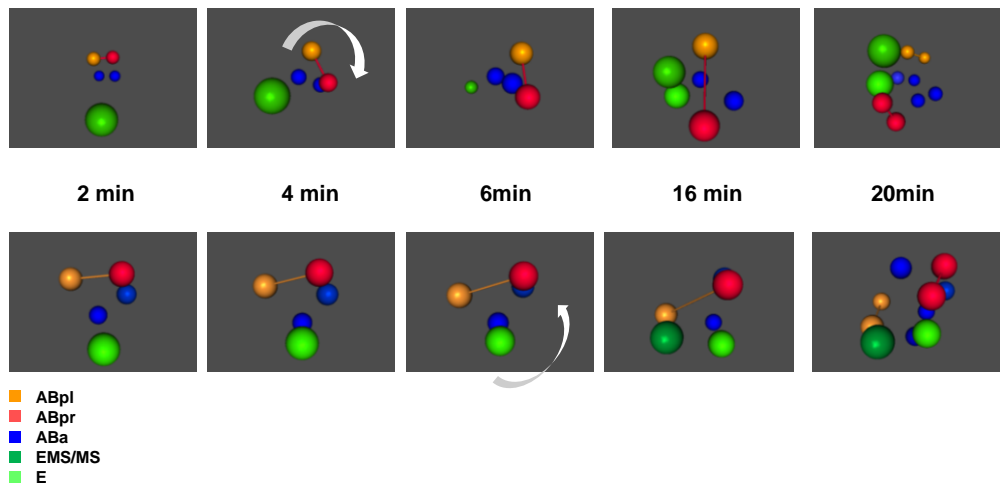 2 min
4 min
6min
16 min
20min
ABpl
ABpr
ABa
EMS/MS
E